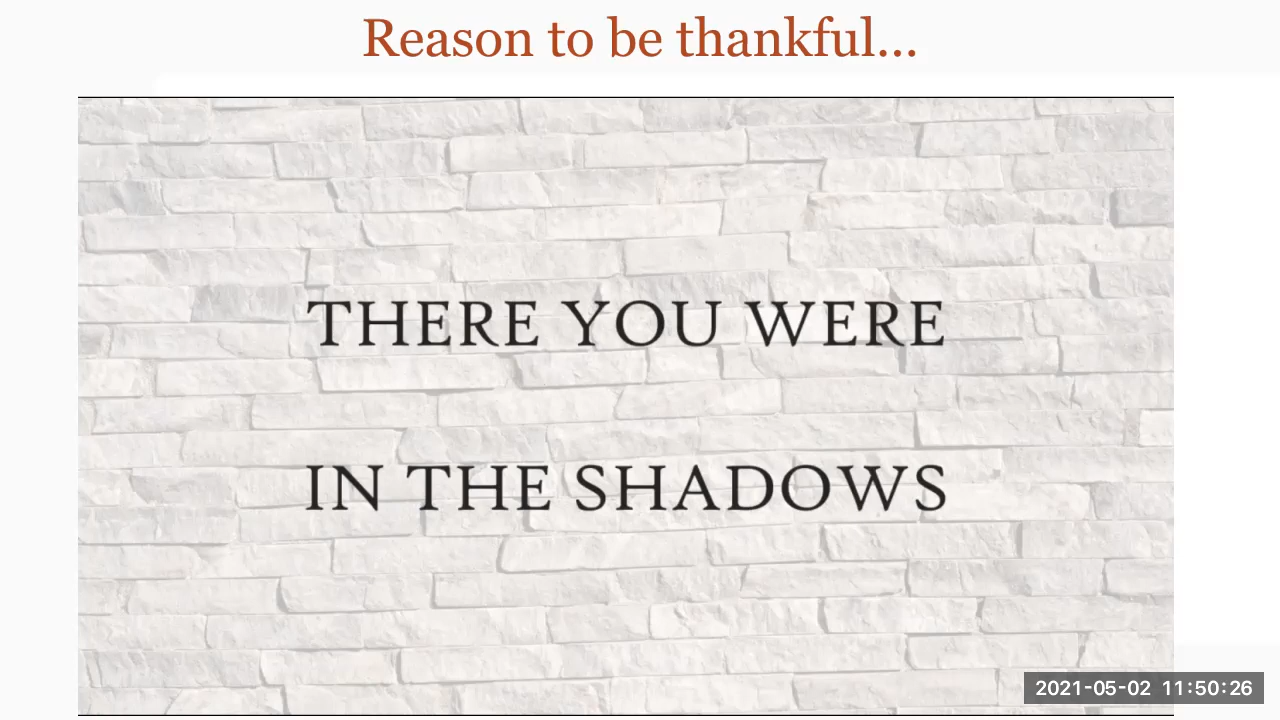 Reason to be thankful...
THERE YOU WERE
IN THE SHADOWS
2021-05-02 11:50:26